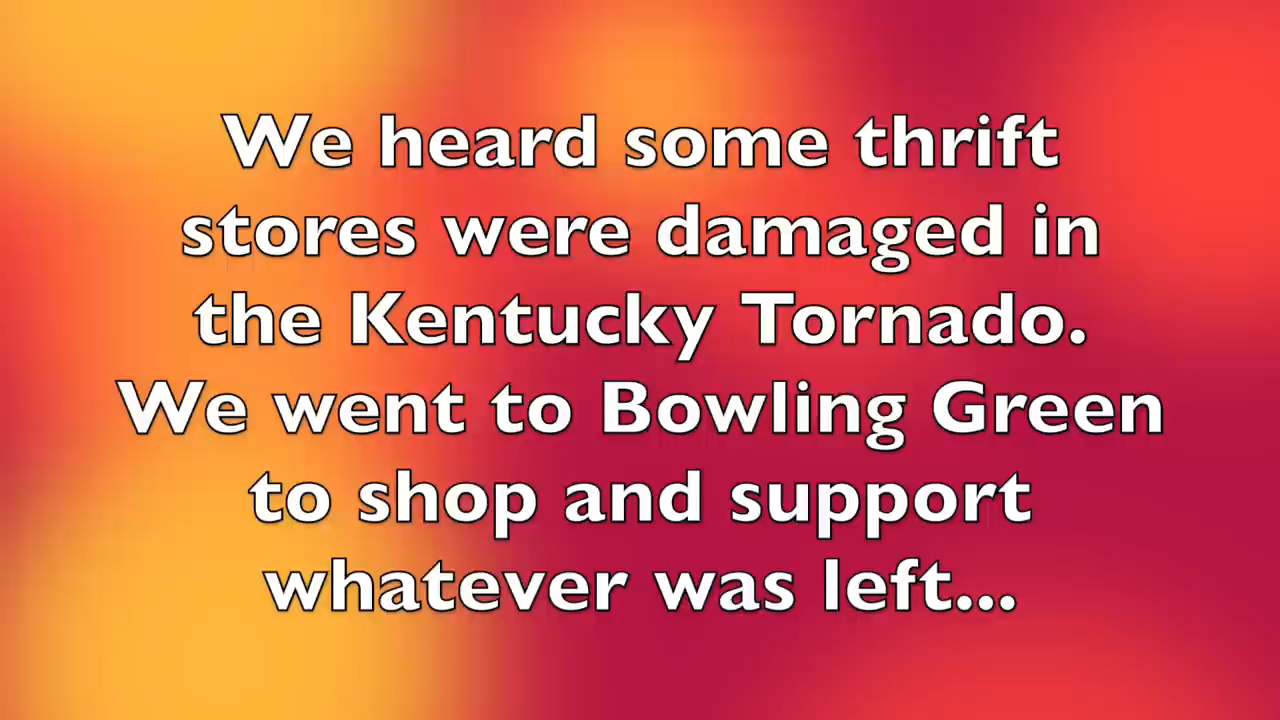 We heard some thrift
stores were damaged in
the Kentucky Tornado.
We went to Bowling Green
to shop and support
whatever was left...